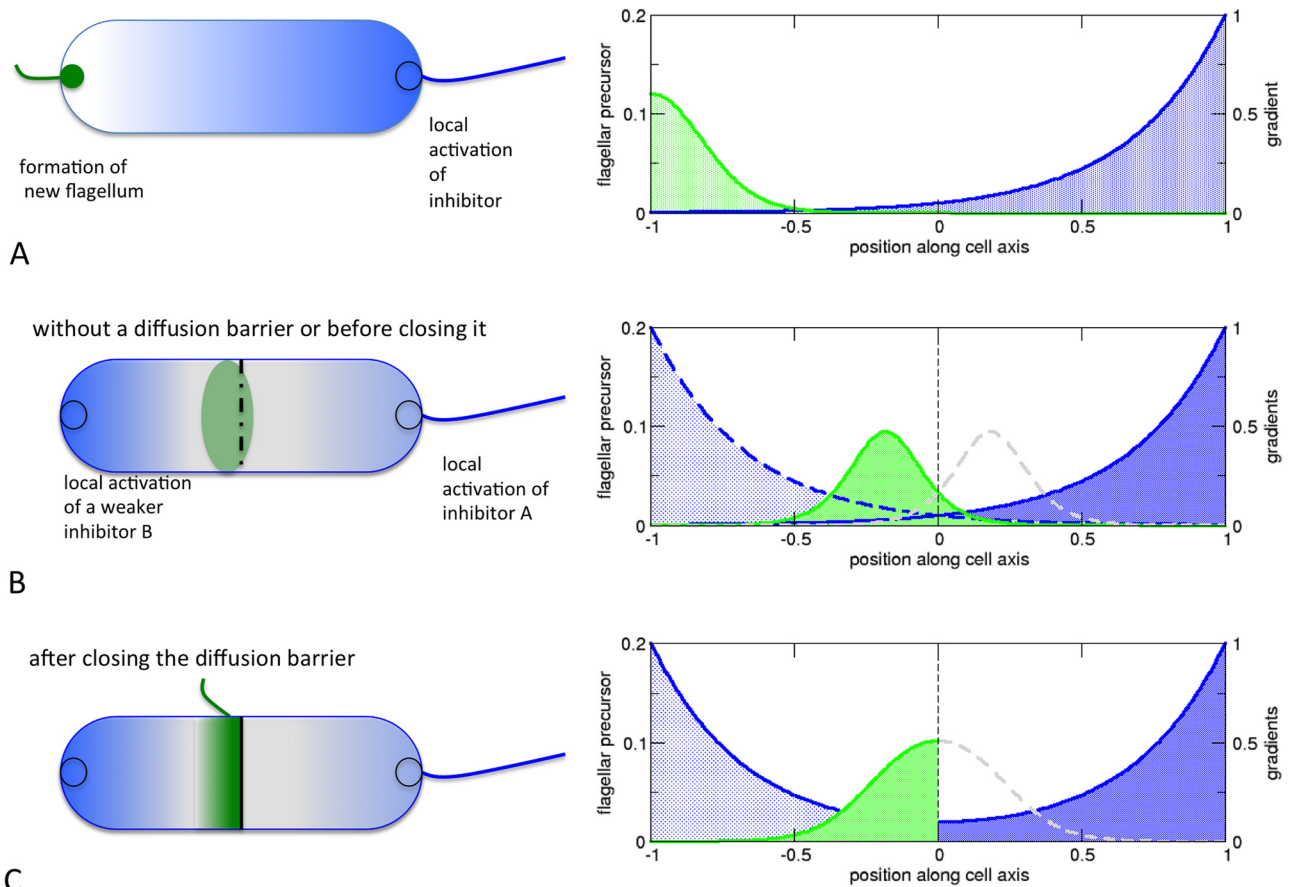 formation of
new flagellum
local
activation
of
inhibitor
A
0.2
0.1
0
flagellar precursor
1
0.5
0
gradient
-1
-0.5
0
0.5
1
position along cell axis
without a diffusion barrier or before closing it
local activation
of a weaker
inhibitor B
local
activation of
inhibitor A
B
0.2
0.1
0
flagellar precursor
1
0.5
0
gradients
-1
-0.5
0
0.5
1
position along cell axis
after closing the diffusion barrier
C
0.2
0.1
0
flagellar precursor
1
0.5
0
gradients
-1
-0.5
0
0.5
1
position along cell axis